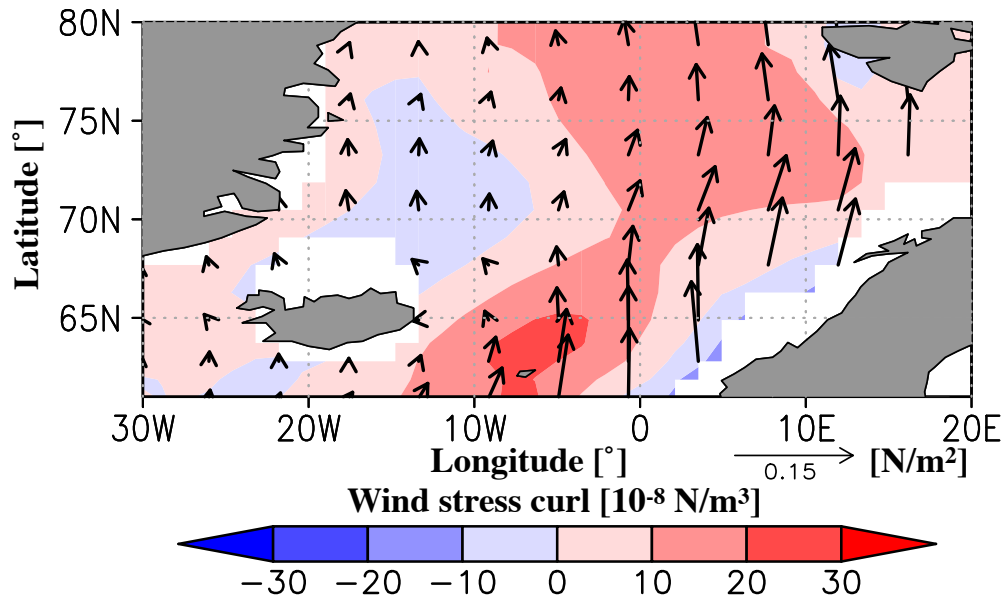 80N
75N
70N
65N
Latitude [˚]
30W 20W 10W 0 10E 20E
Longitude [˚]
0.15
[N/m²]
Wind stress curl [10⁻⁸ N/m³]
−30 −20 −10 0 10 20 30